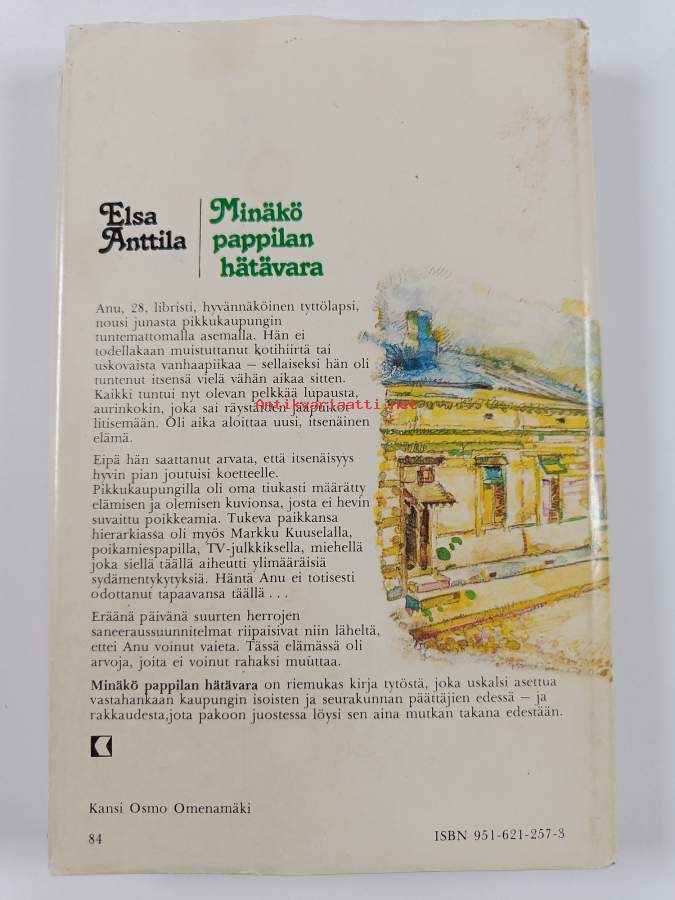 Elsa
Anttila
Minäkö
pappilan
hätävara
Anu, 28, libristi, hyvännäköinen tyttölapsi,
nousi junasta pikkukaupungin
tuntemattomalla asemalla. Hän ei
todellakaan muistuttanut kotihiirtä tai
uskovaista vanhaapiikaa — sellaiseksi hän oli
tuntenut itsensä vielä vähän aikaa sitten.
Kaikki tuntui nyt olevan pelkkää lupausta,
aurinkokin, joka sai räystäiden jääpuikot
litisemään. Oli aika aloittaa uusi, itsenäinen
elämä.
Antikvariaatti.net
Eipä hän saattanut arvata, että itsenäisyys
hyvin pian joutuisi koetteelle.
Pikkukaupungilla oli oma tiukasti määrätty
elämisen ja olemisen kuvionsa, josta ei hevin
suvaittu poikkeamia. Tukeva paikkansa
hierarkiassa oli myös Markku Kuuselalla,
poikamiespapilla, TV-julkkiksella, miehellä
joka siellä täällä aiheutti ylimääräisiä
sydämentykytyksiä. Häntä Anu ei totisesti
odottanut tapaavansa täällä . . .
Eräänä päivänä suurten herrojen
saneeraussuunnitelmat riipaisivat niin läheltä,
ettei Anu voinut vaieta. Tässä elämässä oli
arvoja, joita ei voinut rahaksi muuttaa.
Minäkö pappilan hätävara on riemukas kirja tytöstä, joka uskalsi asettua
vastahankaan kaupungin isoisten ja seurakunnan päättäjien edessä — ja
rakkaudesta,jota pakoon juostessa löysi sen aina mutkan takana edestään.
Kansi Osmo Omenamäki
84
ISBN 951-621-257-3